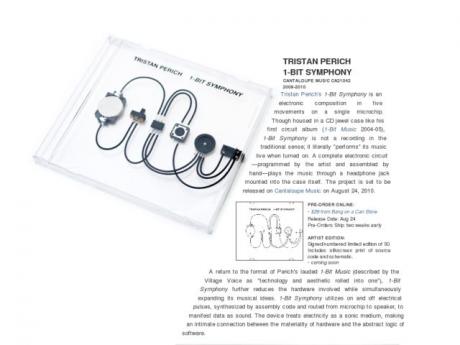 TRISTAN PERICH 1-BIT SYMPHONY
TRISTAN PERICH
1-BIT SYMPHONY
CANTALOUPE MUSIC CA21042
2009-2010
Tristan Perich's 1-Bit Symphony is an
electronic composition in five
movements on a single microchip.
Though housed in a CD jewel case like his
first circuit album (1-Bit Music 2004-05),
1-Bit Symphony is not a recording in the
traditional sense; it literally "performs" its music
live when turned on. A complete electronic circuit
—programmed by the artist and assembled by
hand—plays the music through a headphone jack
mounted into the case itself. The project is set to be
released on Cantaloupe Music on August 24, 2010.
TRISTAN PERICH 1-BIT SYMPHONY
PRE-ORDER ONLINE:
- $29 from Bang on a Can Store
Release Date: Aug 24
Pre-Orders Ship: two weeks early
ARTIST EDITION:
Signed/numbered limited edition of 50
Includes silkscreen print of source
code and schematic.
- coming soon
A return to the format of Perich's lauded 1-Bit Music (described by the
Village Voice as "technology and aesthetic rolled into one"), 1-Bit
Symphony further reduces the hardware involved while simultaneously
expanding its musical ideas. 1-Bit Symphony utilizes on and off electrical
pulses, synthesized by assembly code and routed from microchip to speaker, to
manifest data as sound. The device treats electricity as a sonic medium, making
an intimate connection between the materiality of hardware and the abstract logic of
software.